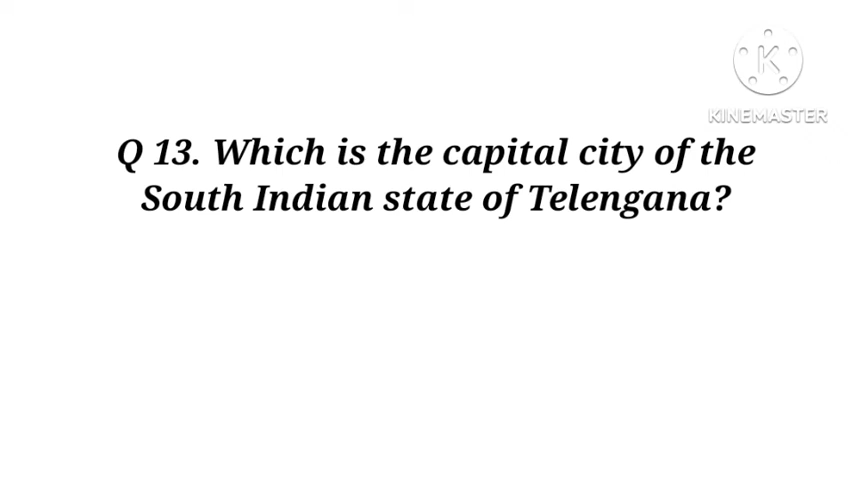 KINEMASTER
Q 13. Which is the capital city of the
South Indian state of Telengana?